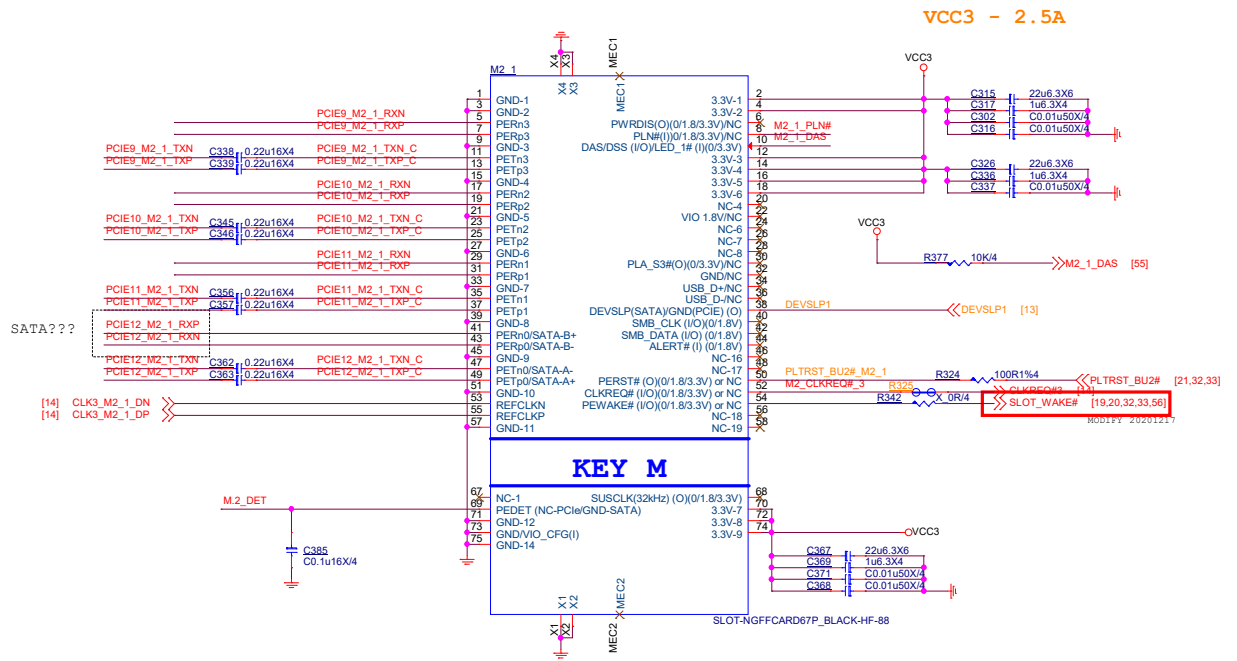 VCC3 - 2.5A
VCC3
X4
X3
MEC1
M2_1
X4
X3
MEC1
1 GND-1 3.3V-1 2
3 GND-2 3.3V-2 4
PCIE9_M2_1_RXN 5 PERn3 PWRDIS(O)(0/1.8/3.3V)/NC 6
PCIE9_M2_1_RXP 7 PERp3 PLN#(I)(0/1.8/3.3V)/NC 8 M2_1_PLN#
9 GND-3 DAS/DSS (I/O)/LED_1# (I)(0/3.3V) 10 M2_1_DAS
PCIE9_M2_1_TXN C338 0.22u16X4 PCIE9_M2_1_TXN_C 11 PETn3 3.3V-3 12
PCIE9_M2_1_TXP C339 0.22u16X4 PCIE9_M2_1_TXP_C 13 PETp3 3.3V-4 14
15 GND-4 3.3V-5 16
PCIE10_M2_1_RXN 17 PERn2 3.3V-6 18
PCIE10_M2_1_RXP 19 PERp2 NC-4 20
21 GND-5 VIO 1.8V/NC 22
PCIE10_M2_1_TXN C345 0.22u16X4 PCIE10_M2_1_TXN_C 23 PETn2 NC-6 24
PCIE10_M2_1_TXP C346 0.22u16X4 PCIE10_M2_1_TXP_C 25 PETp2 NC-7 26
27 GND-6 NC-8 28
PCIE11_M2_1_RXN 29 PERn1 PLA_S3#(O)(0/3.3V)/NC 30
PCIE11_M2_1_RXP 31 PERp1 GND/NC 32
33 GND-7 USB_D+/NC 34
PCIE11_M2_1_TXN C356 0.22u16X4 PCIE11_M2_1_TXN_C 35 PETn1 USB_D-/NC 36
PCIE11_M2_1_TXP C357 0.22u16X4 PCIE11_M2_1_TXP_C 37 PETp1 DEVSLP(SATA)/GND(PCIE) (O) 38 DEVSLP1 DEVSLP1 [13]
39 GND-8 SMB_CLK (I/O)(0/1.8V) 40
SATA???
PCIE12_M2_1_RXP 41 PERn0/SATA-B+ SMB_DATA (I/O) (0/1.8V) 42
PCIE12_M2_1_RXN 43 PERp0/SATA-B- ALERT# (I) (0/1.8V) 44
45 GND-9 NC-16 46
PCIE12_M2_1_TXN C362 0.22u16X4 PCIE12_M2_1_TXN_C 47 PETn0/SATA-A- NC-17 48
PCIE12_M2_1_TXP C363 0.22u16X4 PCIE12_M2_1_TXP_C 49 PETp0/SATA-A+ PERST# (O)(0/1.8/3.3V) or NC 50 PLTRST_BU2#_M2_1 R324 100R1%4 PLTRST_BU2# [21,32,33]
51 GND-10 CLKREQ# (I/O)(0/1.8/3.3V) or NC 52 M2_CLKREQ#_3 R325 CLKREQ#3 [14]
[14] CLK3_M2_1_DN 53 REFCLKN PEWAKE# (I/O)(0/1.8/3.3V) or NC 54 R342 X_0R/4 SLOT_WAKE# [19,20,32,33,56]
[14] CLK3_M2_1_DP 55 REFCLKP NC-18 56
57 GND-11 NC-19 58
MODIFY 20201217
C315 22u6.3X6
C317 1u6.3X4
C302 C0.01u50X/4
C316 C0.01u50X/4
C326 22u6.3X6
C336 1u6.3X4
C337 C0.01u50X/4
VCC3
R377 10K/4 M2_1_DAS [55]
KEY M
67 NC-1 SUSCLK(32kHz) (O)(0/1.8/3.3V) 68
M.2_DET 69 PEDET (NC-PCIe/GND-SATA) 3.3V-7 70
71 GND-12 3.3V-8 72
73 GND/VIO_CFG(I) 3.3V-9 74
75 GND-14
VCC3
C385
C0.1u16X/4
C367 22u6.3X6
C369 1u6.3X4
C371 C0.01u50X/4
C368 C0.01u50X/4
X1
X2
MEC2
X1
X2
MEC2
SLOT-NGFFCARD67P_BLACK-HF-88